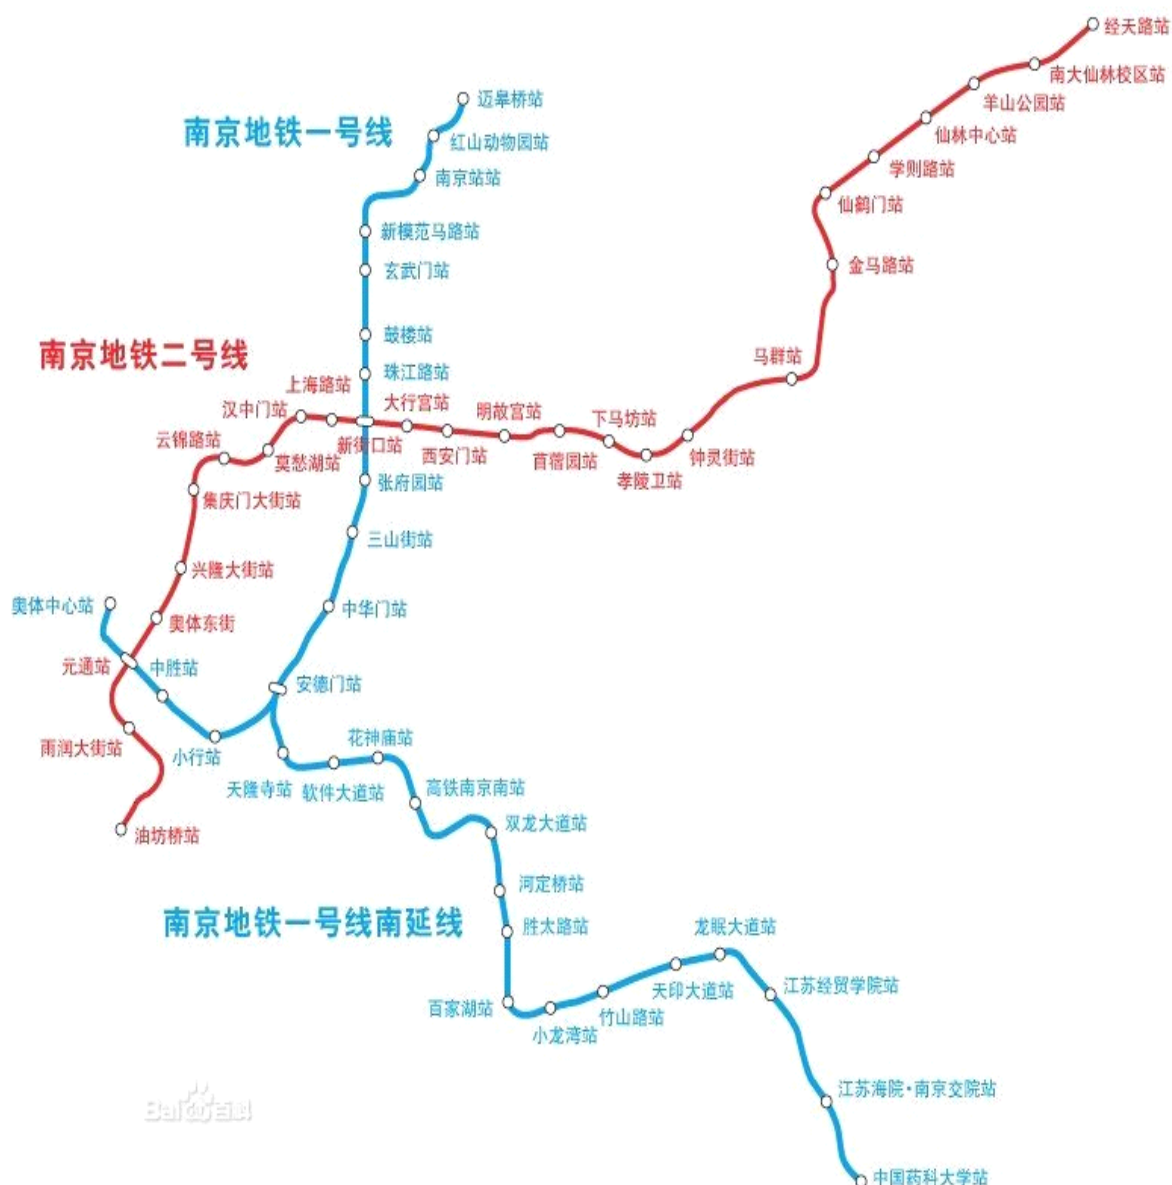 经天路站
南大仙林校区站
羊山公园站
迈皋桥站
南京地铁一号线
仙林中心站
红山动物园站
学则路站
南京站站
仙鹤门站
新模范马路站
金马路站
玄武门站
鼓楼站
南京地铁二号线
马群站
珠江路站
上海路站
大行宫站
汉中门站
明故宫站
下马坊站
云锦路站
新街口站
西安门站
钟灵街站
莫愁湖站
苜蓿园站
孝陵卫站
张府园站
集庆门大街站
三山街站
兴隆大街站
奥体中心站
中华门站
奥体东街
元通站
中胜站
安德门站
花神庙站
雨润大街站
小行站
天隆寺站
软件大道站
高铁南京南站
双龙大道站
油坊桥站
河定桥站
南京地铁一号线南延线
胜太路站
龙眠大道站
江苏经贸学院站
天印大道站
百家湖站
竹山路站
小龙湾站
江苏海院·南京交院站
Bai百科
中国药科大学站